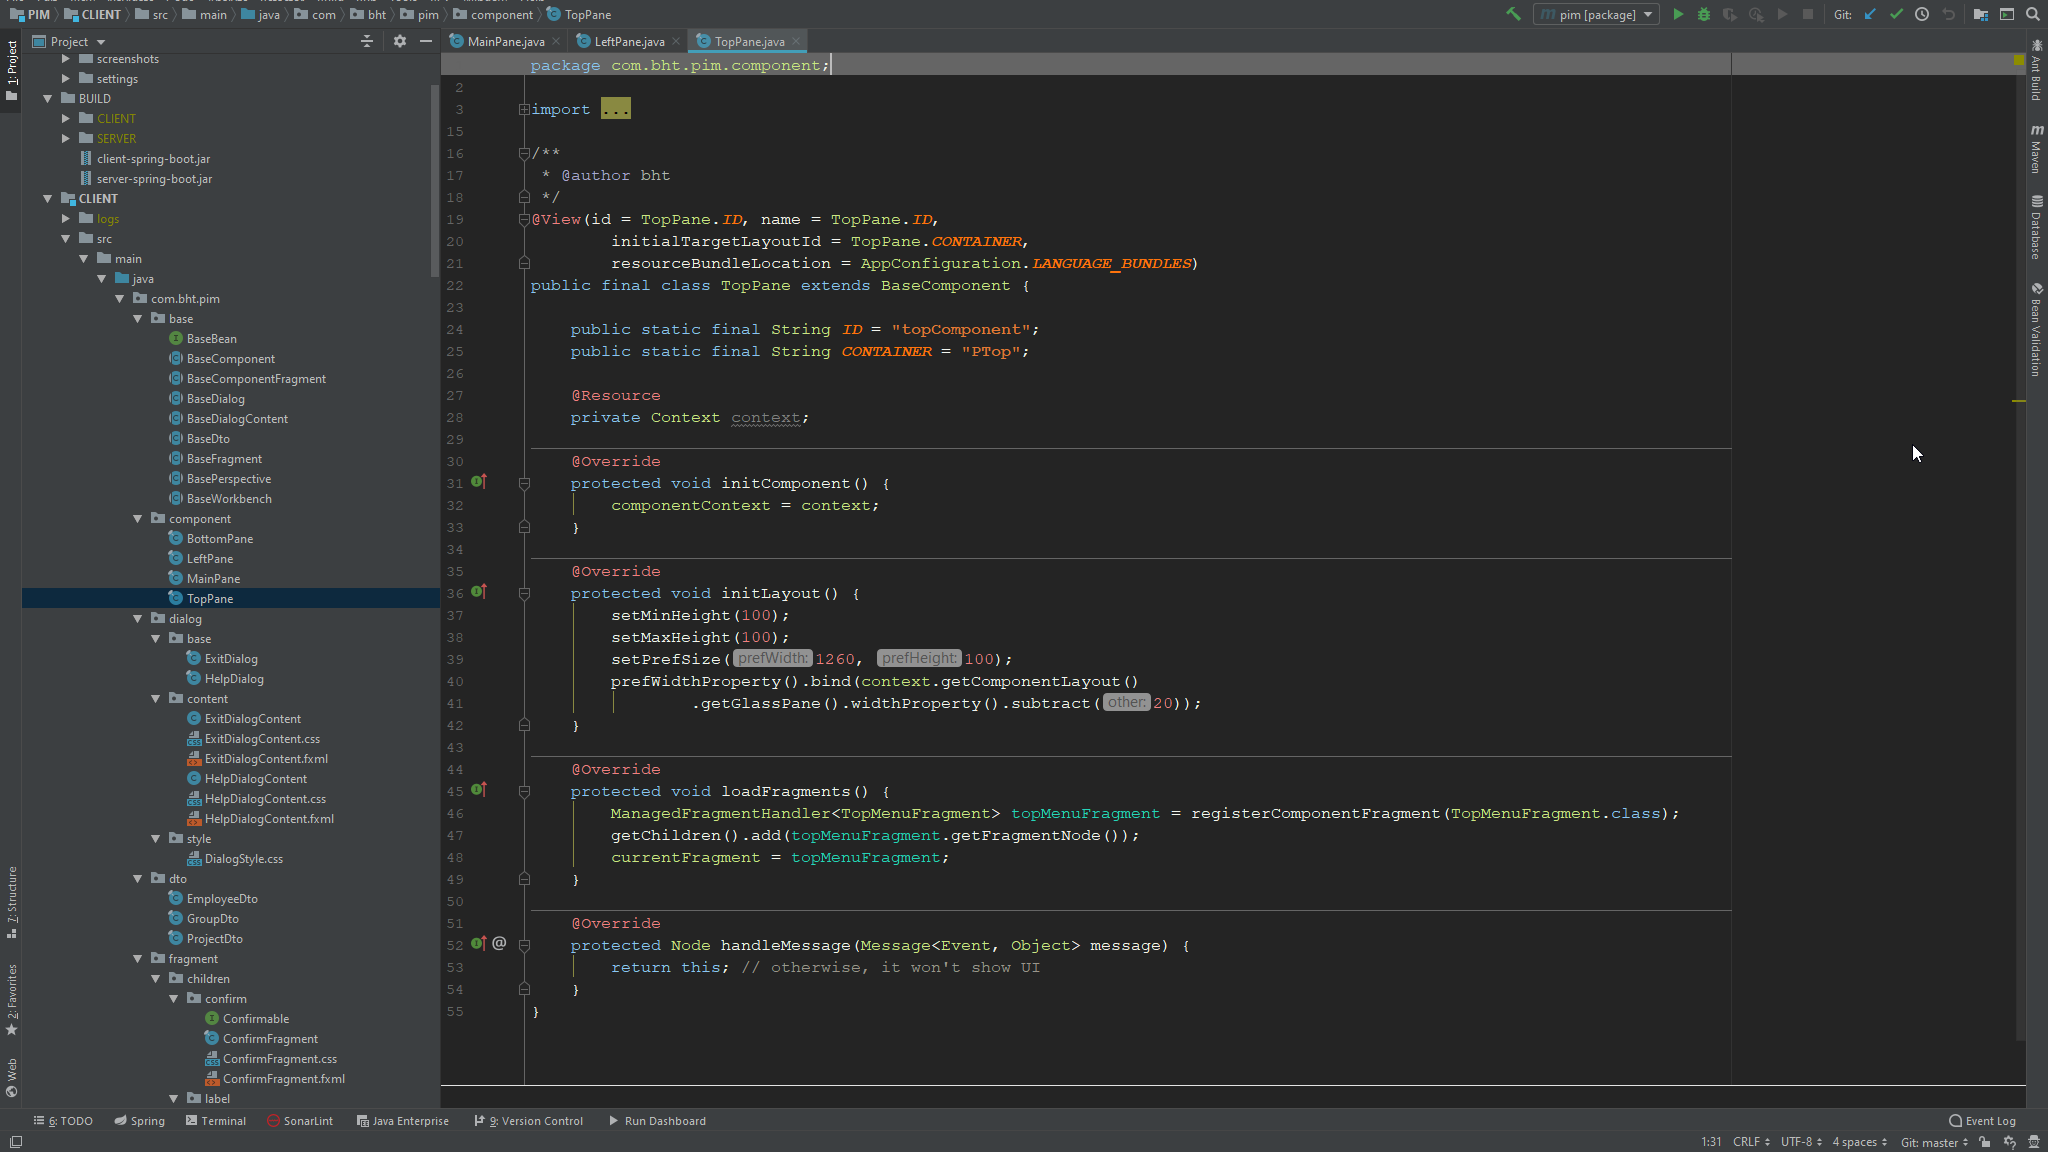 PIM CLIENT src main java com bht pim component TopPane
pim [package] Git:
Project
MainPane.java LeftPane.java TopPane.java
1: Project
7: Structure
2: Favorites
Web
screenshots
settings
BUILD
CLIENT
SERVER
client-spring-boot.jar
server-spring-boot.jar
CLIENT
logs
src
main
java
com.bht.pim
base
BaseBean
BaseComponent
BaseComponentFragment
BaseDialog
BaseDialogContent
BaseDto
BaseFragment
BasePerspective
BaseWorkbench
component
BottomPane
LeftPane
MainPane
TopPane
dialog
base
ExitDialog
HelpDialog
content
ExitDialogContent
ExitDialogContent.css
ExitDialogContent.fxml
HelpDialogContent
HelpDialogContent.css
HelpDialogContent.fxml
style
DialogStyle.css
dto
EmployeeDto
GroupDto
ProjectDto
fragment
children
confirm
Confirmable
ConfirmFragment
ConfirmFragment.css
ConfirmFragment.fxml
label
package com.bht.pim.component;
2
3 import ...
15
16 /**
17  * @author bht
18  */
19 @View(id = TopPane.ID, name = TopPane.ID,
20         initialTargetLayoutId = TopPane.CONTAINER,
21         resourceBundleLocation = AppConfiguration.LANGUAGE_BUNDLES)
22 public final class TopPane extends BaseComponent {
23
24     public static final String ID = "topComponent";
25     public static final String CONTAINER = "PTop";
26
27     @Resource
28     private Context context;
29
30     @Override
31     protected void initComponent() {
32         componentContext = context;
33     }
34
35     @Override
36     protected void initLayout() {
37         setMinHeight(100);
38         setMaxHeight(100);
39         setPrefSize( prefWidth: 1260, prefHeight: 100);
40         prefWidthProperty().bind(context.getComponentLayout()
41                 .getGlassPane().widthProperty().subtract( other: 20));
42     }
43
44     @Override
45     protected void loadFragments() {
46         ManagedFragmentHandler<TopMenuFragment> topMenuFragment = registerComponentFragment(TopMenuFragment.class);
47         getChildren().add(topMenuFragment.getFragmentNode());
48         currentFragment = topMenuFragment;
49     }
50
51     @Override
52 @     protected Node handleMessage(Message<Event, Object> message) {
53         return this; // otherwise, it won't show UI
54     }
55 }
Ant Build
Maven
Database
Bean Validation
6: TODO Spring Terminal SonarLint Java Enterprise 9: Version Control Run Dashboard Event Log
1:31 CRLF UTF-8 4 spaces Git: master